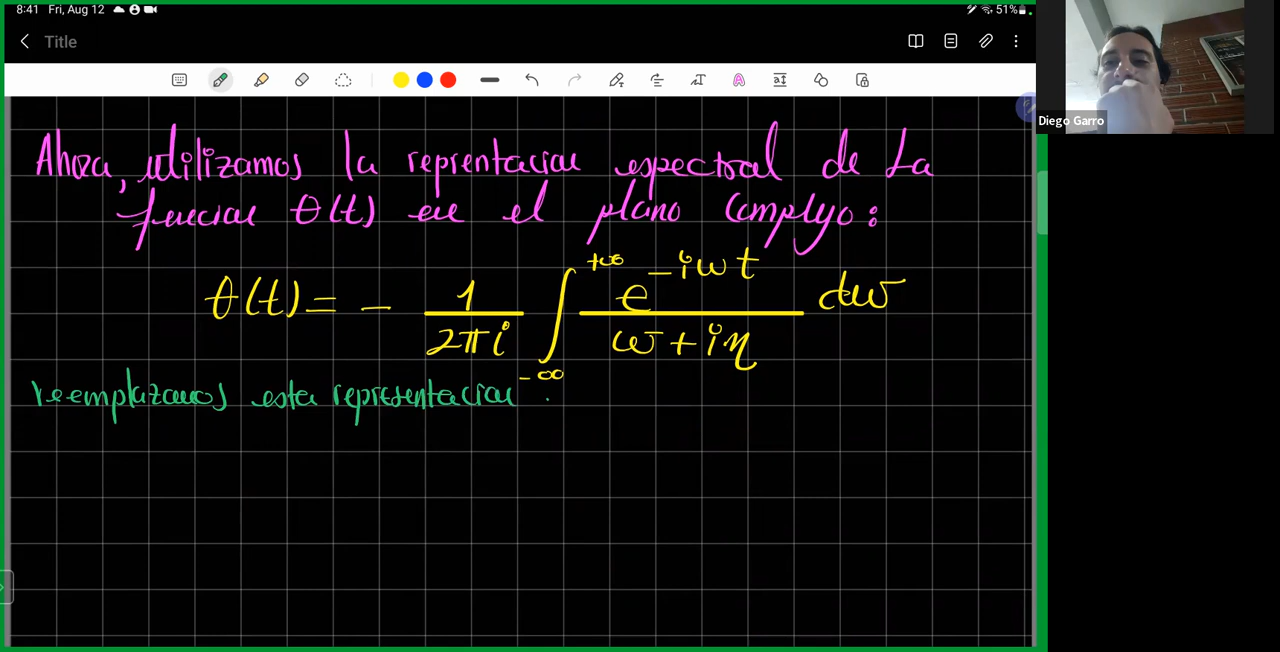 8:41 Fri, Aug 12
51%
Title
Diego Garro
Ahora, utilizamos la reprentacion espectral de La
funcion θ(t) en el plano complejo:
θ(t) = - 1/2πi ∫_{-∞}^{+∞} e^{-iωt}/(ω + iη) dω
reemplazamos esta representacion .